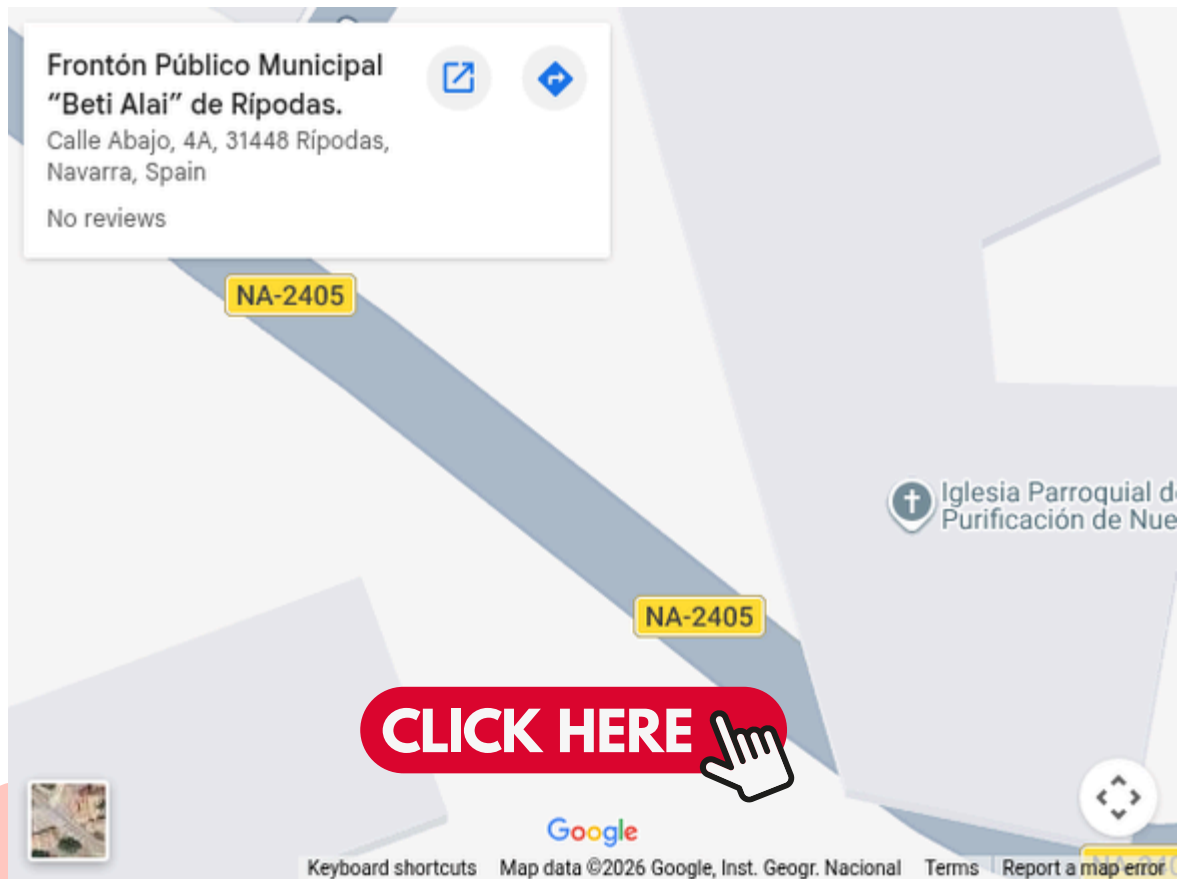 Frontón Público Municipal
“Beti Alai” de Rípodas.
Calle Abajo, 4A, 31448 Rípodas,
Navarra, Spain
No reviews
NA-2405
Iglesia Parroquial d
Purificación de Nue
NA-2405
CLICK HERE
Google
Keyboard shortcuts Map data ©2026 Google, Inst. Geogr. Nacional Terms Report a map error